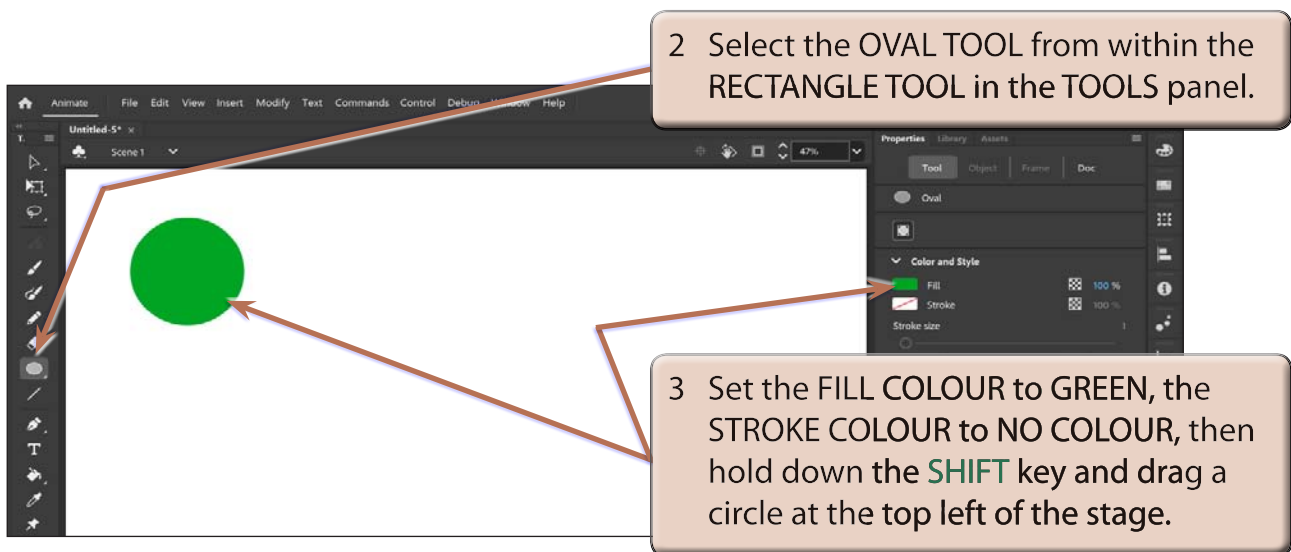 2 Select the OVAL TOOL from within the
RECTANGLE TOOL in the TOOLS panel.
Animate File Edit View Insert Modify Text Commands Control Debug Window Help
Untitled-5* ×
Scene 1
47%
Properties Library Assets
Tool Object Frame Doc
Oval
Color and Style
Fill 100 %
Stroke 100 %
Stroke size 1
3 Set the FILL COLOUR to GREEN, the
STROKE COLOUR to NO COLOUR, then
hold down the SHIFT key and drag a
circle at the top left of the stage.